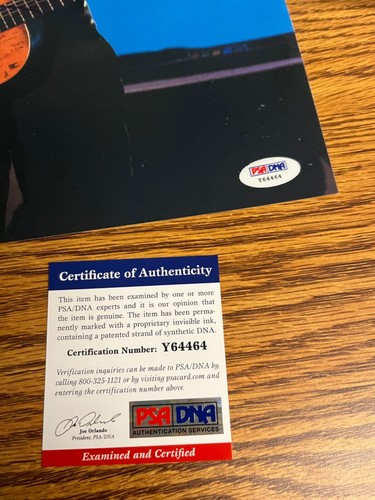 PSA DNA
Y64464
Certificate of Authenticity
This item has been examined by one or more
PSA/DNA experts and it is our opinion that
the item is genuine. The item has been perma-
nently marked with a proprietary invisible ink,
containing a patented strand of synthetic DNA.
Certification Number: Y64464
Verification inquiries can be made to PSA/DNA by
calling 800-325-1121 or by visiting psacard.com and
entering the certification number above.
Joe Orlando
President, PSA/DNA
PSA DNA
AUTHENTICATION SERVICES
Examined and Certified